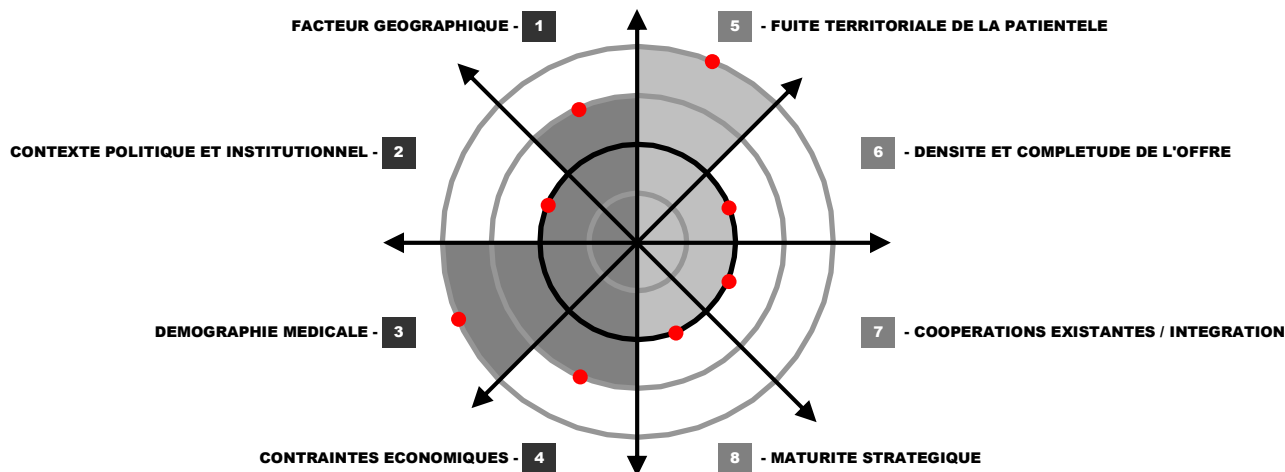 FACTEUR GEOGRAPHIQUE - 1
5 - FUITE TERRITORIALE DE LA PATIENTELE
CONTEXTE POLITIQUE ET INSTITUTIONNEL - 2
6 - DENSITE ET COMPLETUDE DE L'OFFRE
DEMOGRAPHIE MEDICALE - 3
7 - COOPERATIONS EXISTANTES / INTEGRATION
CONTRAINTES ECONOMIQUES - 4
8 - MATURITE STRATEGIQUE